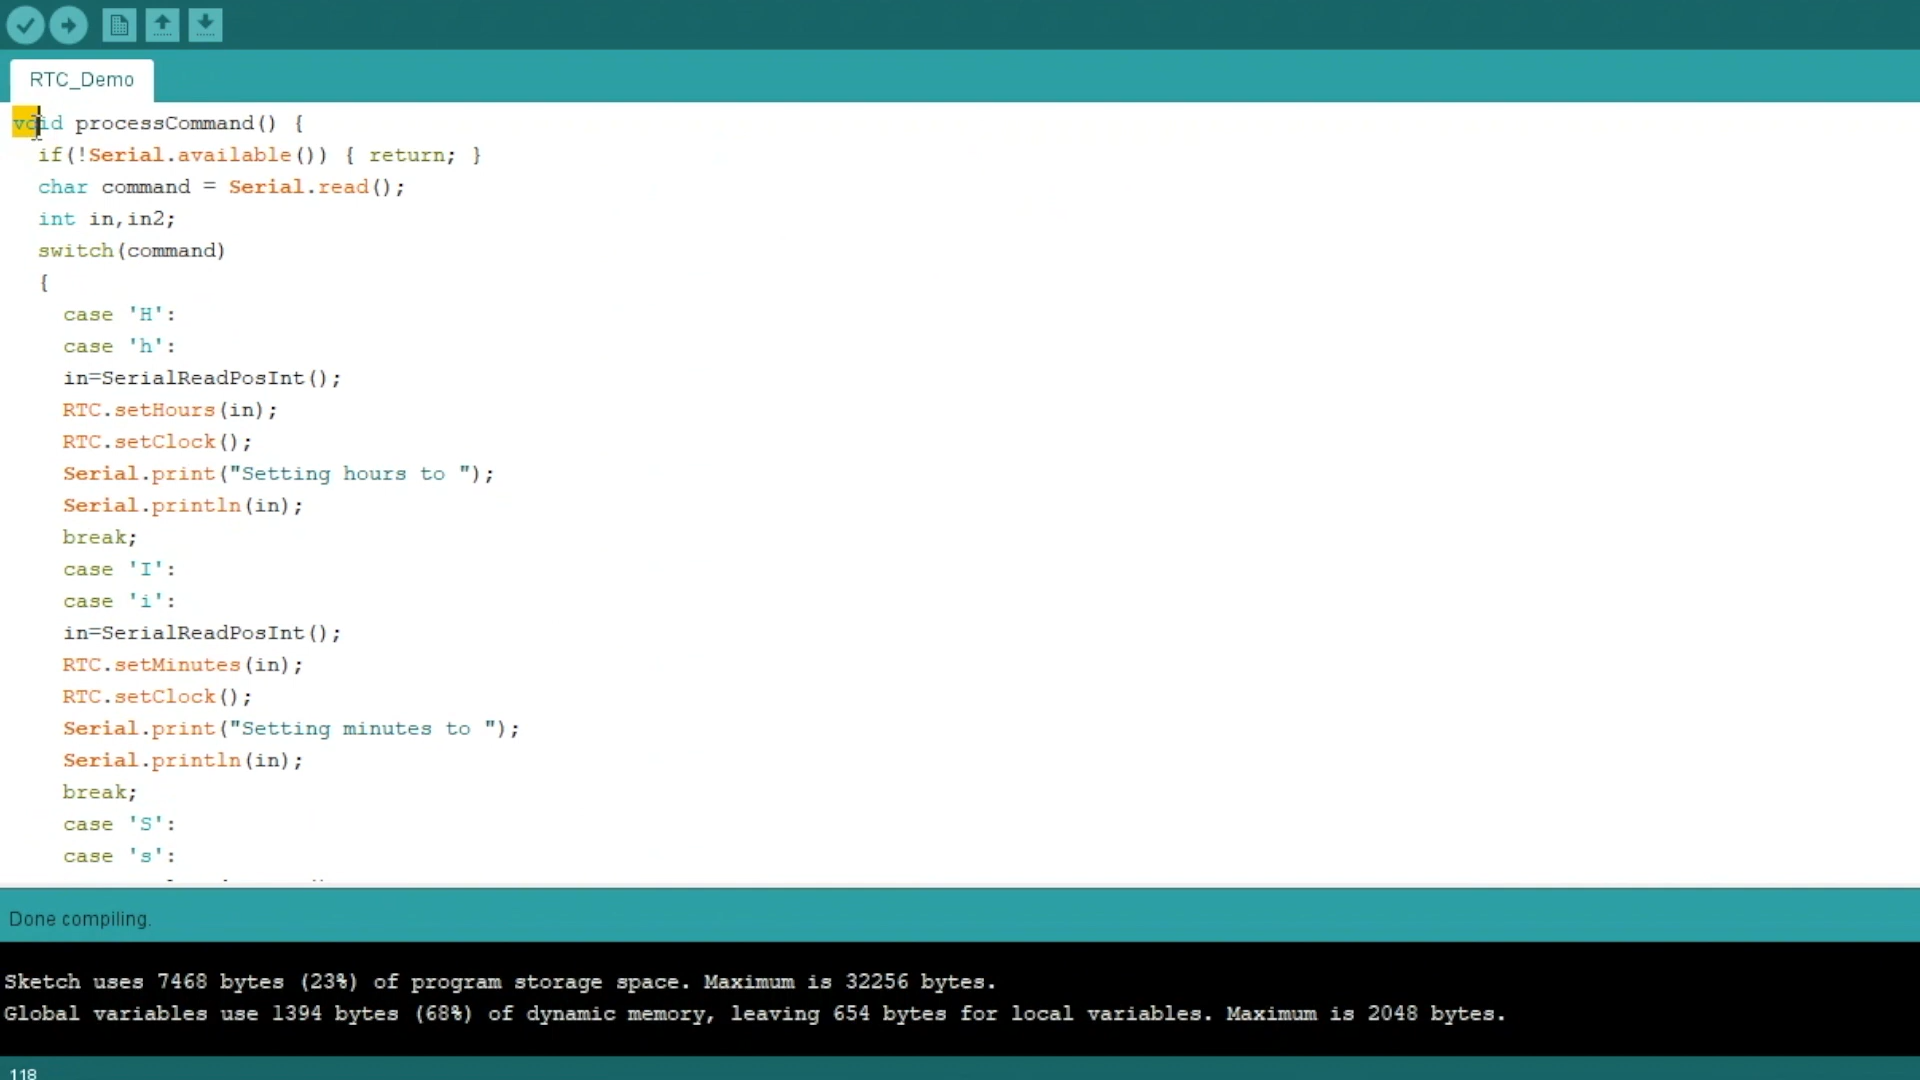 RTC_Demo
void processCommand() {
if(!Serial.available()) { return; }
char command = Serial.read();
int in,in2;
switch(command)
{
case 'H':
case 'h':
in=SerialReadPosInt();
RTC.setHours(in);
RTC.setClock();
Serial.print("Setting hours to ");
Serial.println(in);
break;
case 'I':
case 'i':
in=SerialReadPosInt();
RTC.setMinutes(in);
RTC.setClock();
Serial.print("Setting minutes to ");
Serial.println(in);
break;
case 'S':
case 's':
Done compiling.
Sketch uses 7468 bytes (23%) of program storage space. Maximum is 32256 bytes.
Global variables use 1394 bytes (68%) of dynamic memory, leaving 654 bytes for local variables. Maximum is 2048 bytes.
118